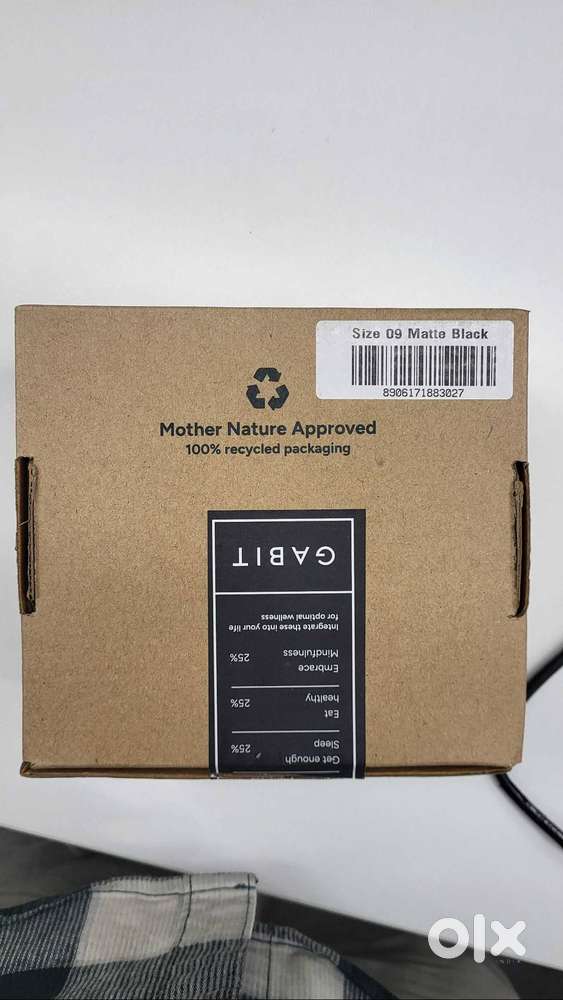 Size 09 Matte Black
8906171883027
Mother Nature Approved
100% recycled packaging
GABIT
Integrate these into your life
for optimal wellness
Embrace
Mindfulness 25%
Eat
healthy 25%
Get enough
Sleep 25%
olx
INDIA